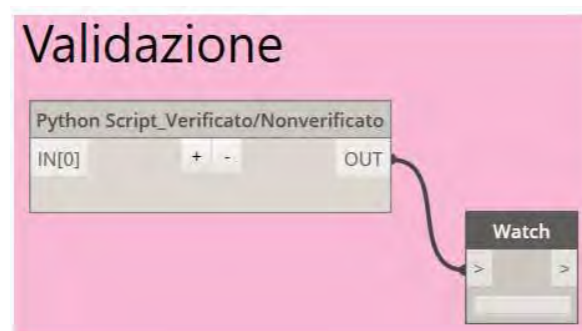 Validazione
Python Script_Verificato/Nonverificato
IN[0] + - OUT
Watch
> >